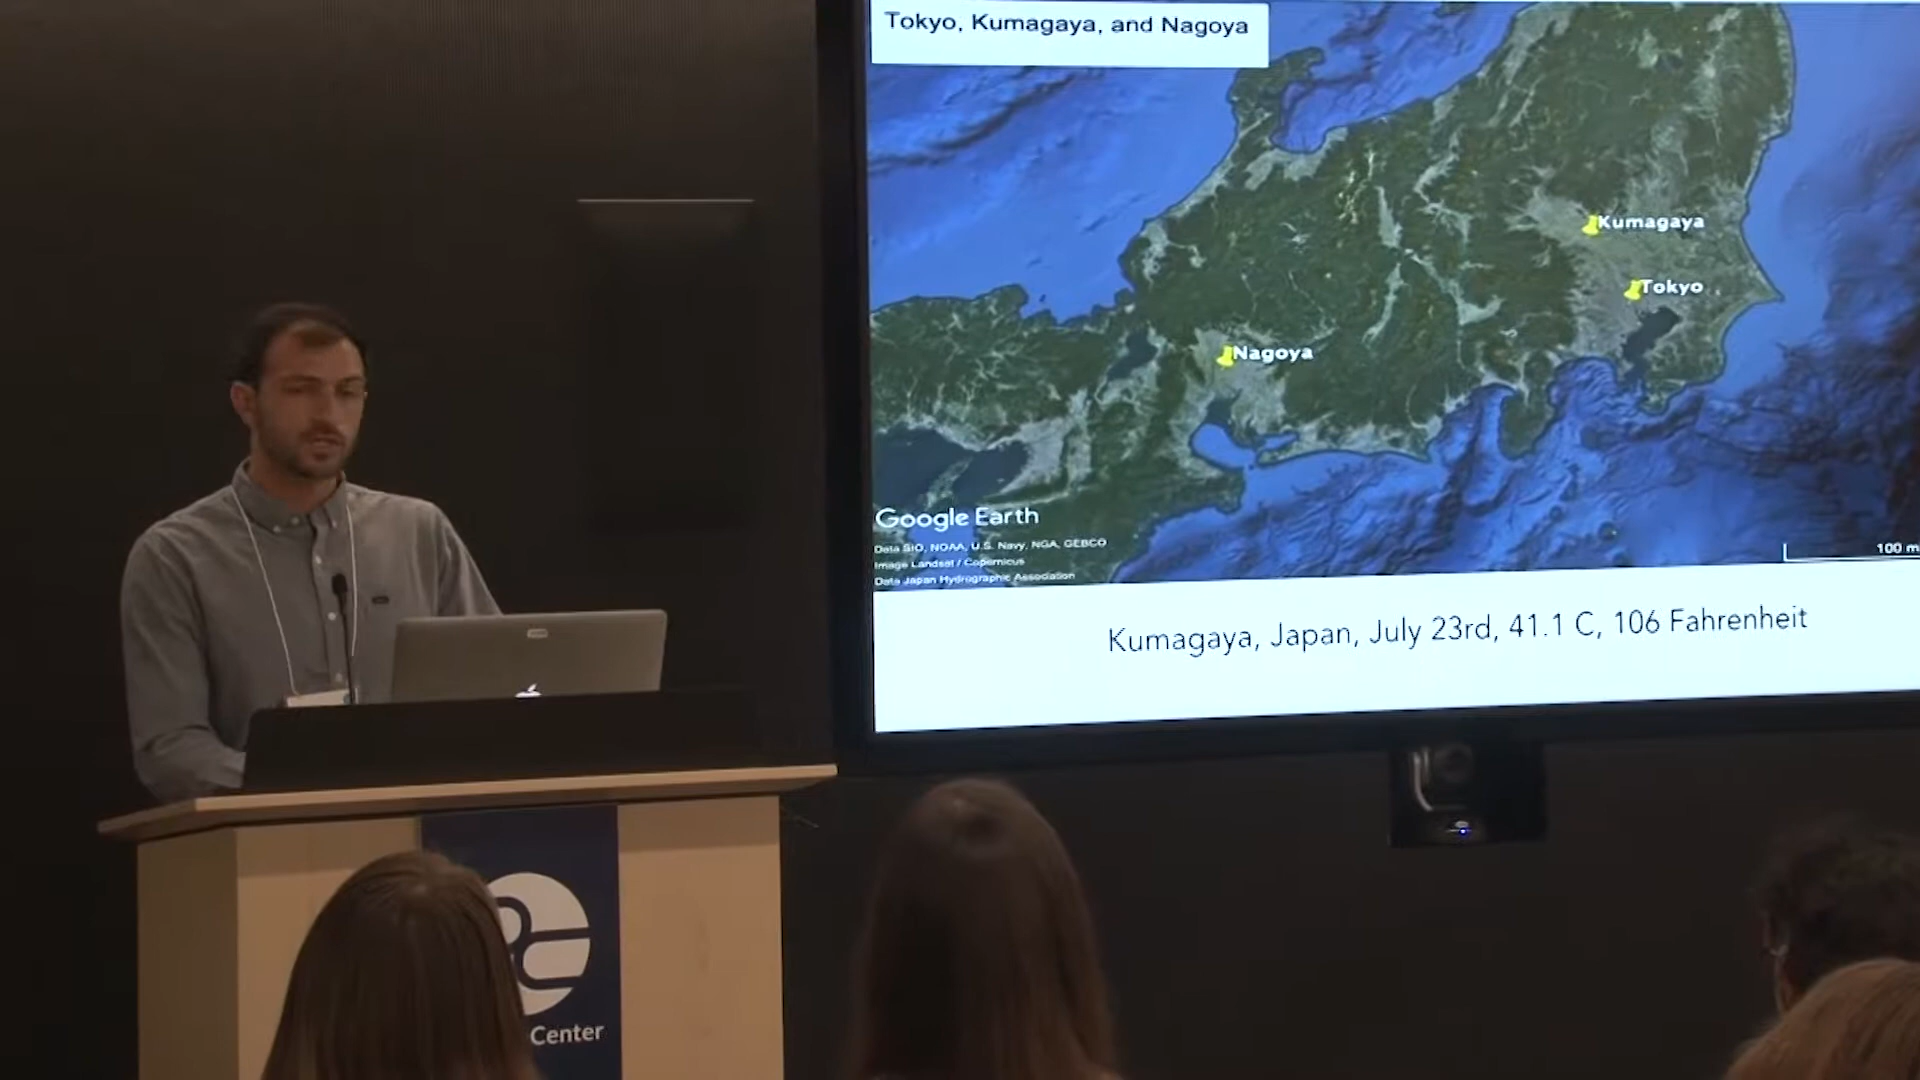 Tokyo, Kumagaya, and Nagoya
Kumagaya
Tokyo
Nagoya
Google Earth
Data SIO, NOAA, U.S. Navy, NGA, GEBCO
Image Landsat / Copernicus
Data Japan Hydrographic Association
100 m
Kumagaya, Japan, July 23rd, 41.1 C, 106 Fahrenheit
Center